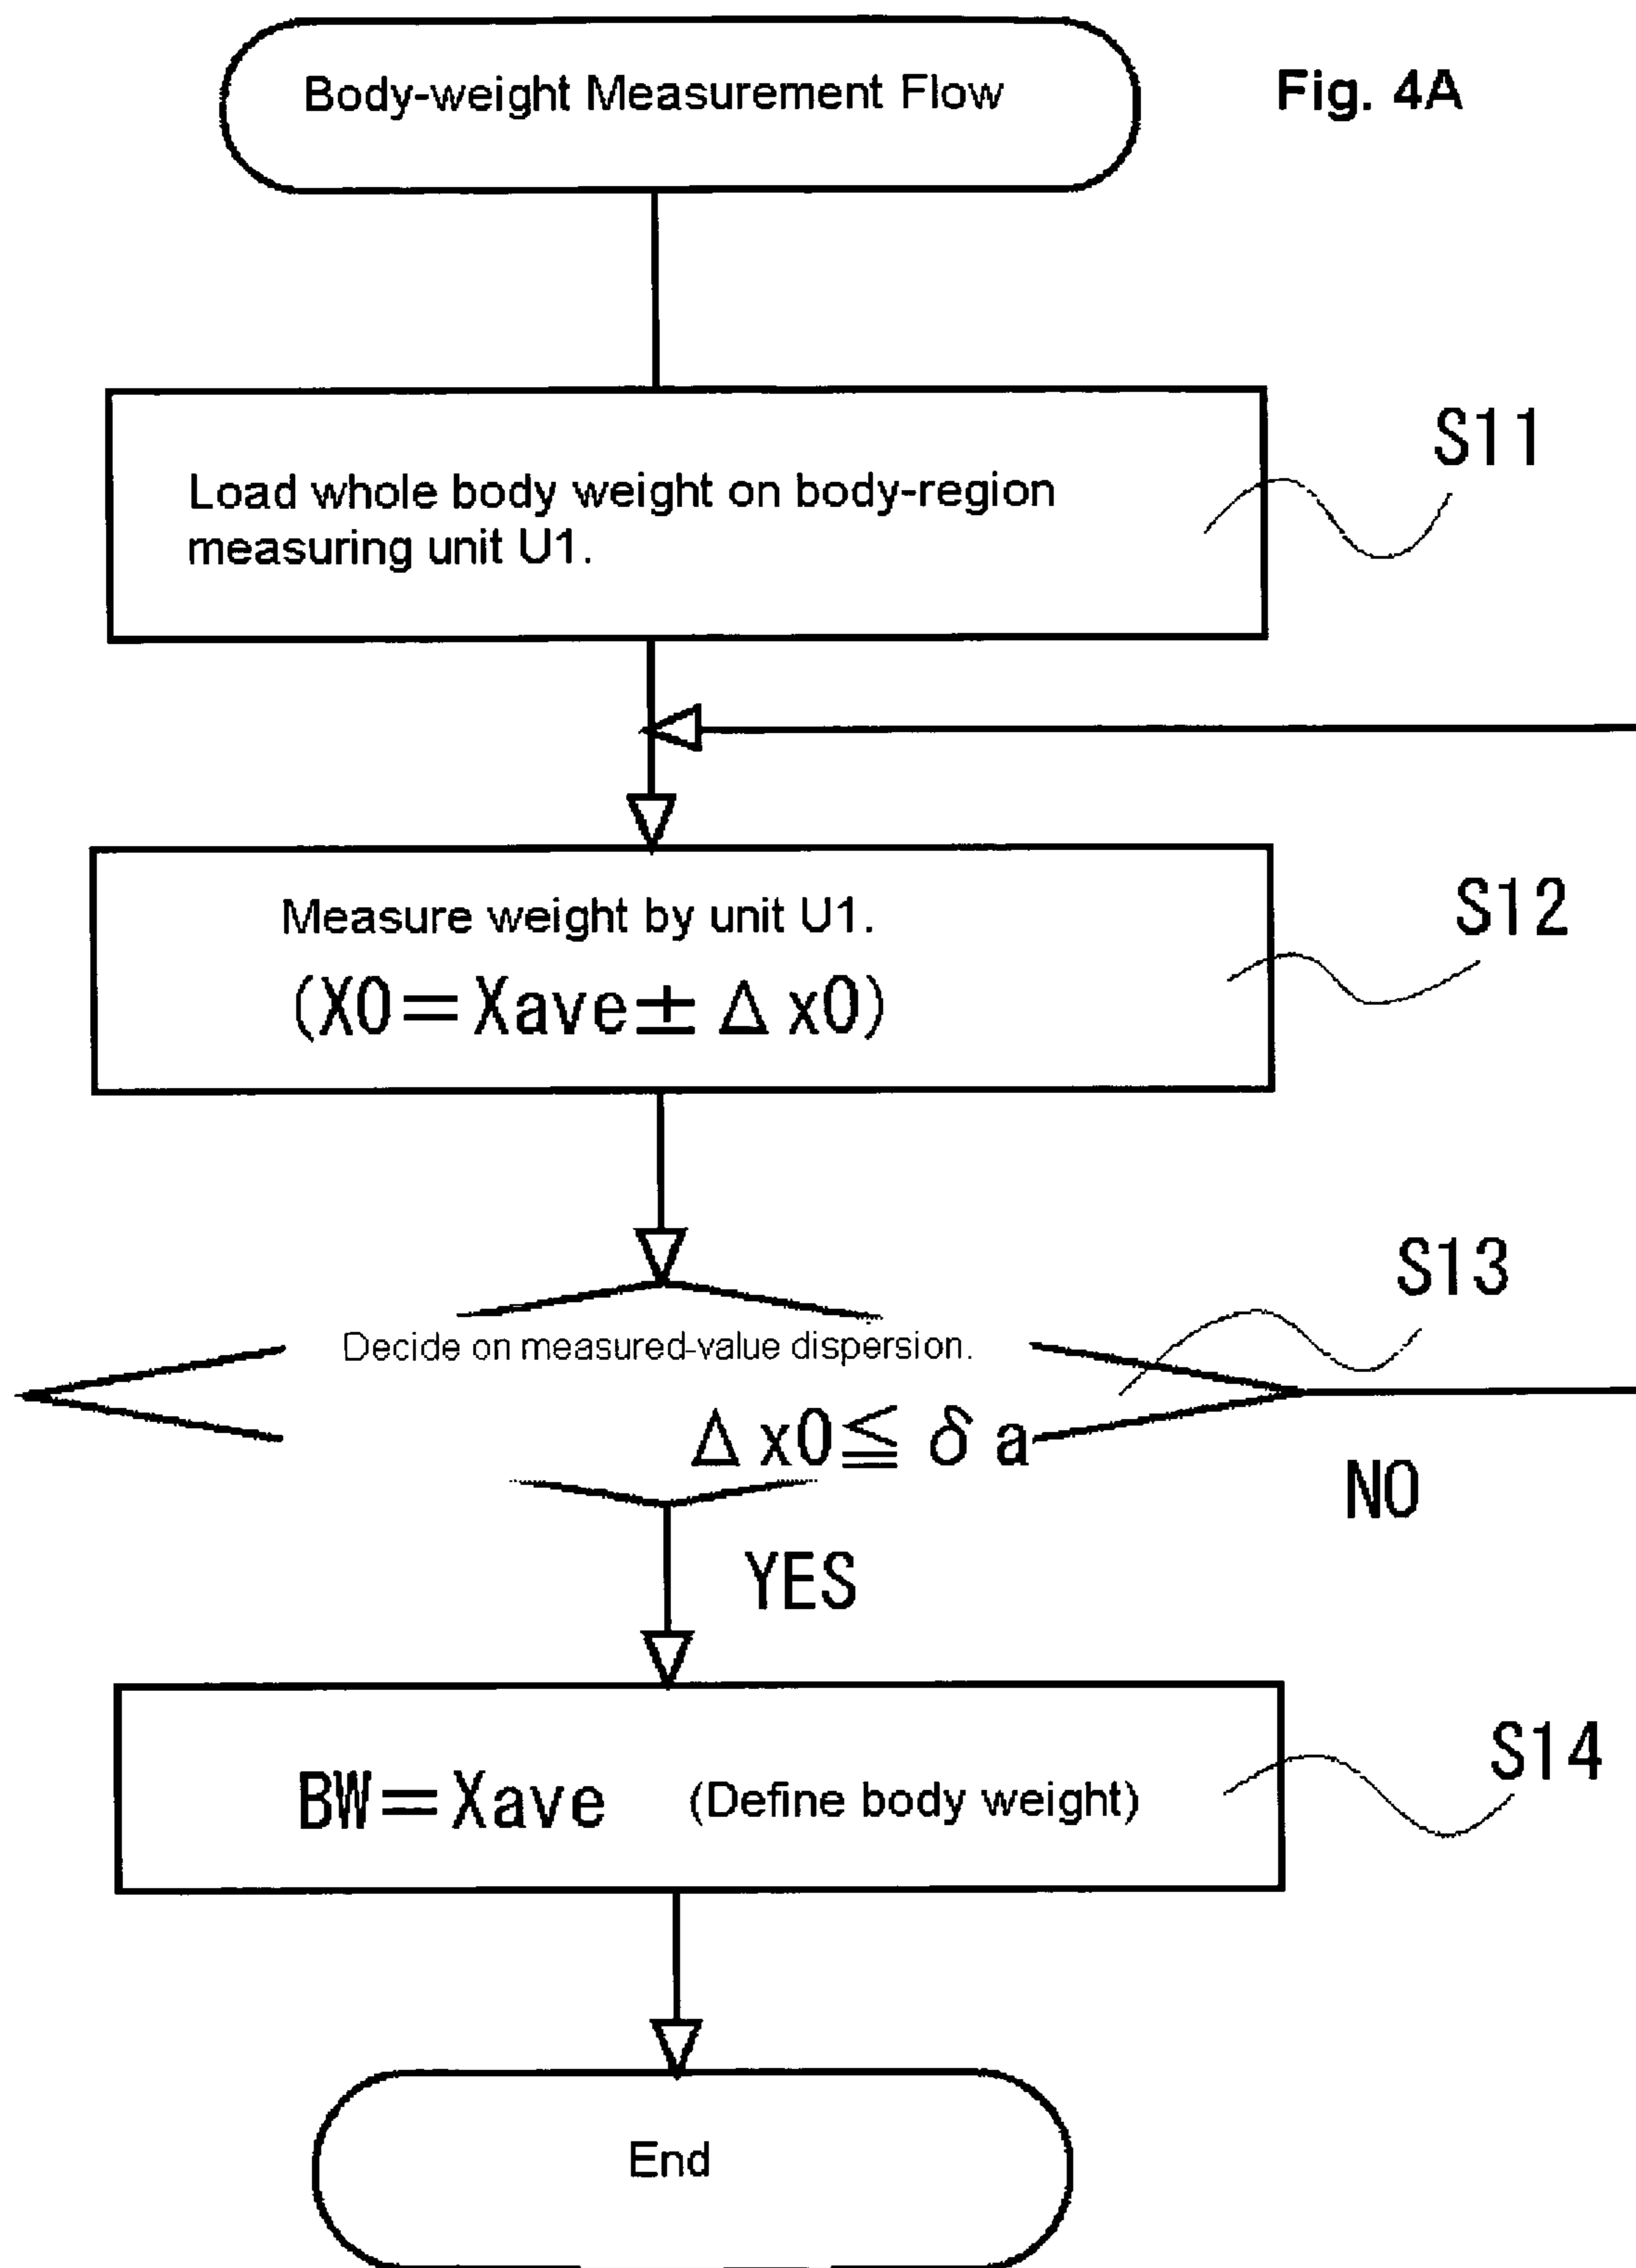 Body-weight Measurement Flow
Fig. 4A
Load whole body weight on body-region
measuring unit U1.
S11
Measure weight by unit U1.
(X0=Xave±Δx0)
S12
Decide on measured-value dispersion.
Δx0≦δa
S13
NO
YES
BW=Xave (Define body weight)
S14
End